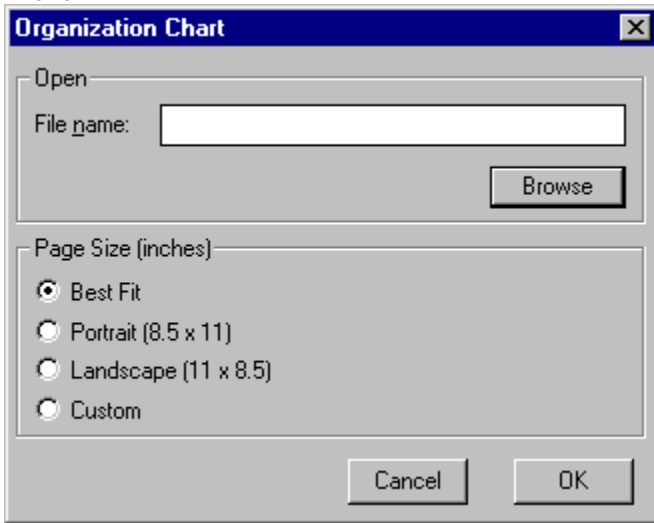 Organization Chart
Open
File name:
Browse
Page Size (inches)
Best Fit
Portrait (8.5 x 11)
Landscape (11 x 8.5)
Custom
Cancel OK